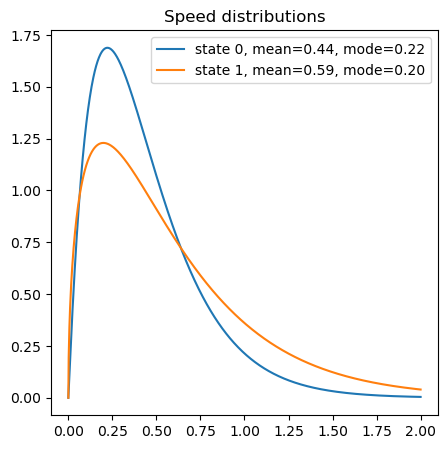 Speed distributions
state 0, mean=0.44, mode=0.22
state 1, mean=0.59, mode=0.20
1.75
1.50
1.25
1.00
0.75
0.50
0.25
0.00
0.00 0.25 0.50 0.75 1.00 1.25 1.50 1.75 2.00